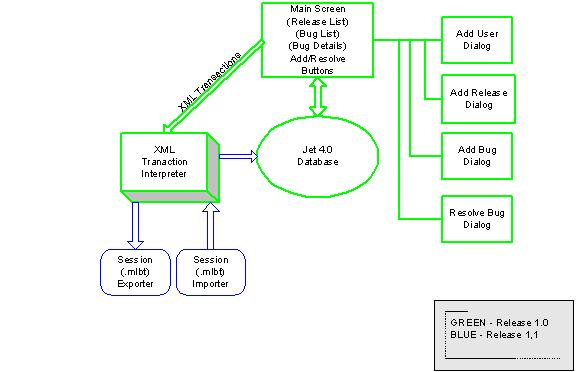 Main Screen
(Release List)
(Bug List)
(Bug Details)
Add/Resolve
Buttons
Add User
Dialog
XML Transactions
Add Release
Dialog
XML
Tranaction
Interpreter
Jet 4.0
Database
Add Bug
Dialog
Resolve Bug
Dialog
Session
(.mlbf)
Exporter
Session
(.mlbf)
Importer
GREEN - Release 1.0
BLUE - Release 1,1